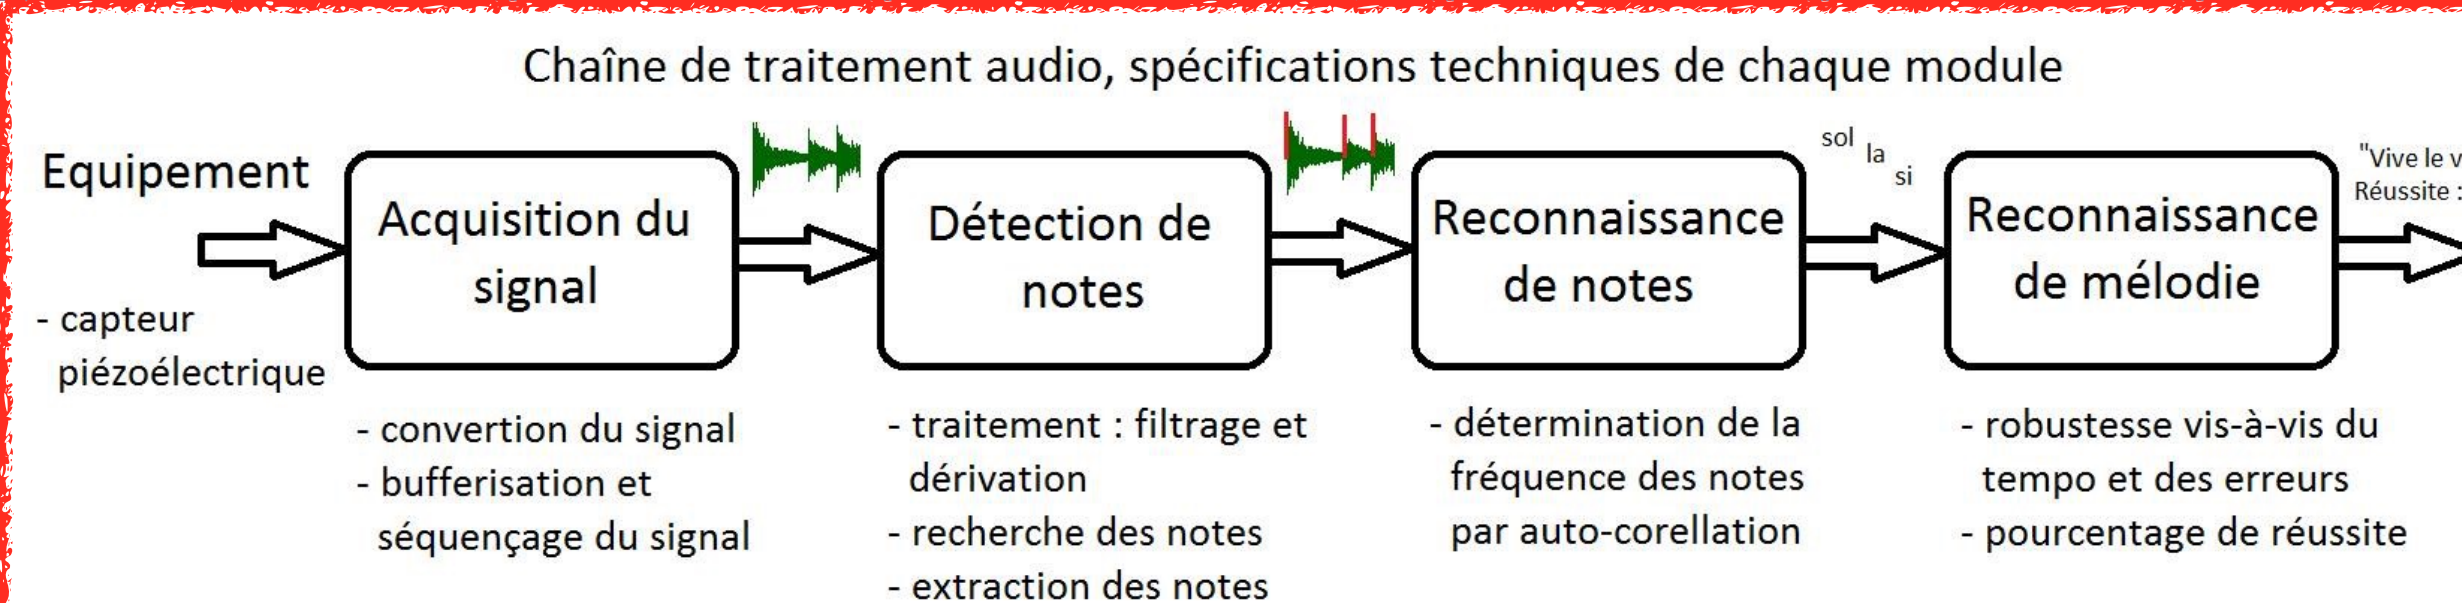 Chaîne de traitement audio, spécifications techniques de chaque module
Equipement
- capteur
piézoélectrique
Acquisition du
signal
- convertion du signal
- bufferisation et
séquençage du signal
Détection de
notes
- traitement : filtrage et
dérivation
- recherche des notes
- extraction des notes
Reconnaissance
de notes
- détermination de la
fréquence des notes
par auto-corellation
sol
la
si
Reconnaissance
de mélodie
- robustesse vis-à-vis du
tempo et des erreurs
- pourcentage de réussite
"Vive le
Réussite :